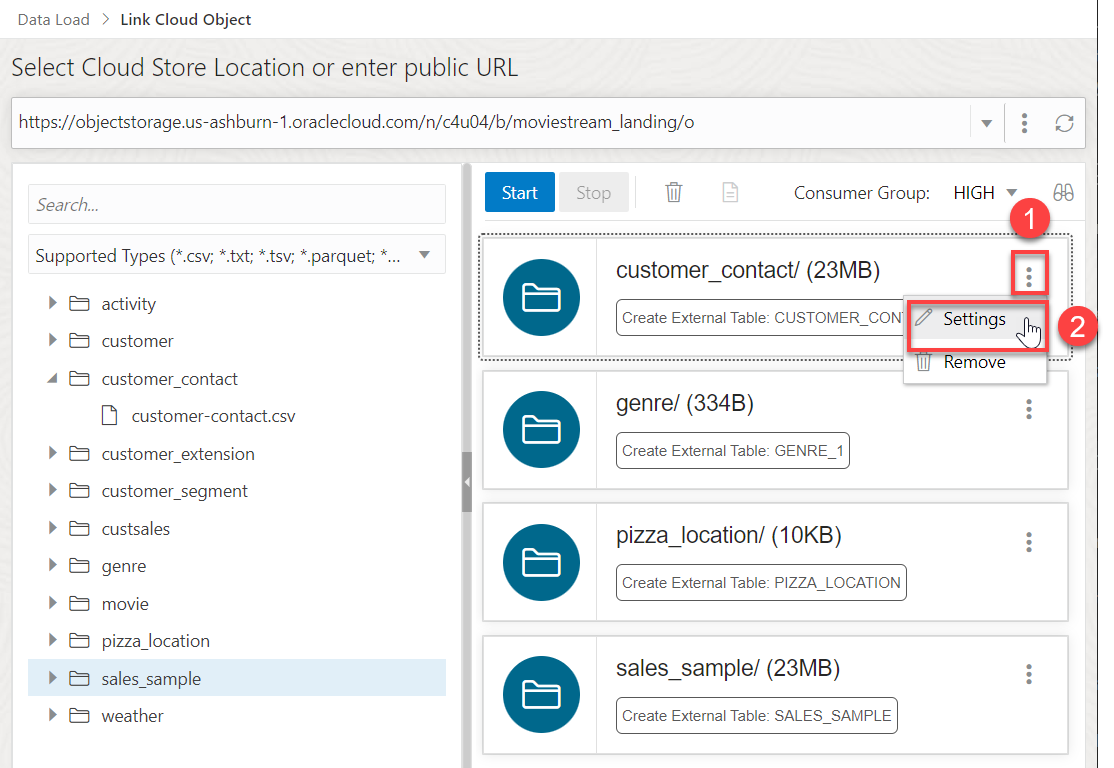 Data Load > Link Cloud Object
Select Cloud Store Location or enter public URL
https://objectstorage.us-ashburn-1.oraclecloud.com/n/c4u04/b/moviestream_landing/o
Search...
Supported Types (*.csv; *.txt; *.tsv; *.parquet; *...
activity
customer
customer_contact
customer-contact.csv
customer_extension
customer_segment
custsales
genre
movie
pizza_location
sales_sample
weather
Start
Stop
Consumer Group:
HIGH
1
customer_contact/ (23MB)
Create External Table: CUSTOMER_CONT
Settings
2
Remove
genre/ (334B)
Create External Table: GENRE_1
pizza_location/ (10KB)
Create External Table: PIZZA_LOCATION
sales_sample/ (23MB)
Create External Table: SALES_SAMPLE